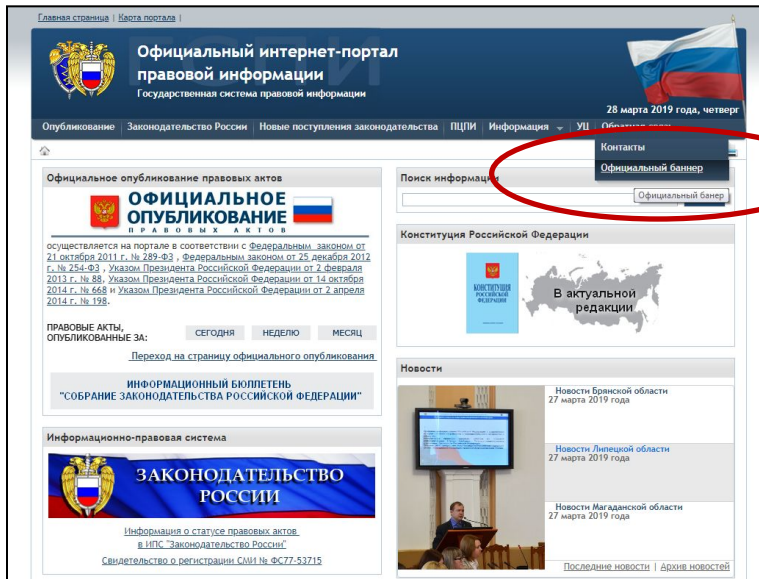 Главная страница | Карта портала |
Официальный интернет-портал
правовой информации
Государственная система правовой информации
28 марта 2019 года, четверг
Опубликование | Законодательство России | Новые поступления законодательства | ПЦПИ | Информация | УЦ | Обратная связь
Контакты
Официальный баннер
Официальный банер
Официальное опубликование правовых актов
ОФИЦИАЛЬНОЕ
ОПУБЛИКОВАНИЕ
ПРАВОВЫХ АКТОВ
осуществляется на портале в соответствии с Федеральным законом от
21 октября 2011 г. № 289-ФЗ , Федеральным законом от 25 декабря 2012
г. № 254-ФЗ , Указом Президента Российской Федерации от 2 февраля
2013 г. № 88, Указом Президента Российской Федерации от 14 октября
2014 г. № 668 и Указом Президента Российской Федерации от 2 апреля
2014 г. № 198.
ПРАВОВЫЕ АКТЫ,
ОПУБЛИКОВАННЫЕ ЗА:
СЕГОДНЯ НЕДЕЛЮ МЕСЯЦ
Переход на страницу официального опубликования
ИНФОРМАЦИОННЫЙ БЮЛЛЕТЕНЬ
"СОБРАНИЕ ЗАКОНОДАТЕЛЬСТВА РОССИЙСКОЙ ФЕДЕРАЦИИ"
Информационно-правовая система
ЗАКОНОДАТЕЛЬСТВО
РОССИИ
Информация о статусе правовых актов
в ИПС "Законодательство России"
Свидетельство о регистрации СМИ № ФС77-53715
Поиск информации
Конституция Российской Федерации
КОНСТИТУЦИЯ
РОССИЙСКОЙ
ФЕДЕРАЦИИ
В актуальной
редакции
Новости
Новости Брянской области
27 марта 2019 года
Новости Липецкой области
27 марта 2019 года
Новости Магаданской области
27 марта 2019 года
Последние новости | Архив новостей